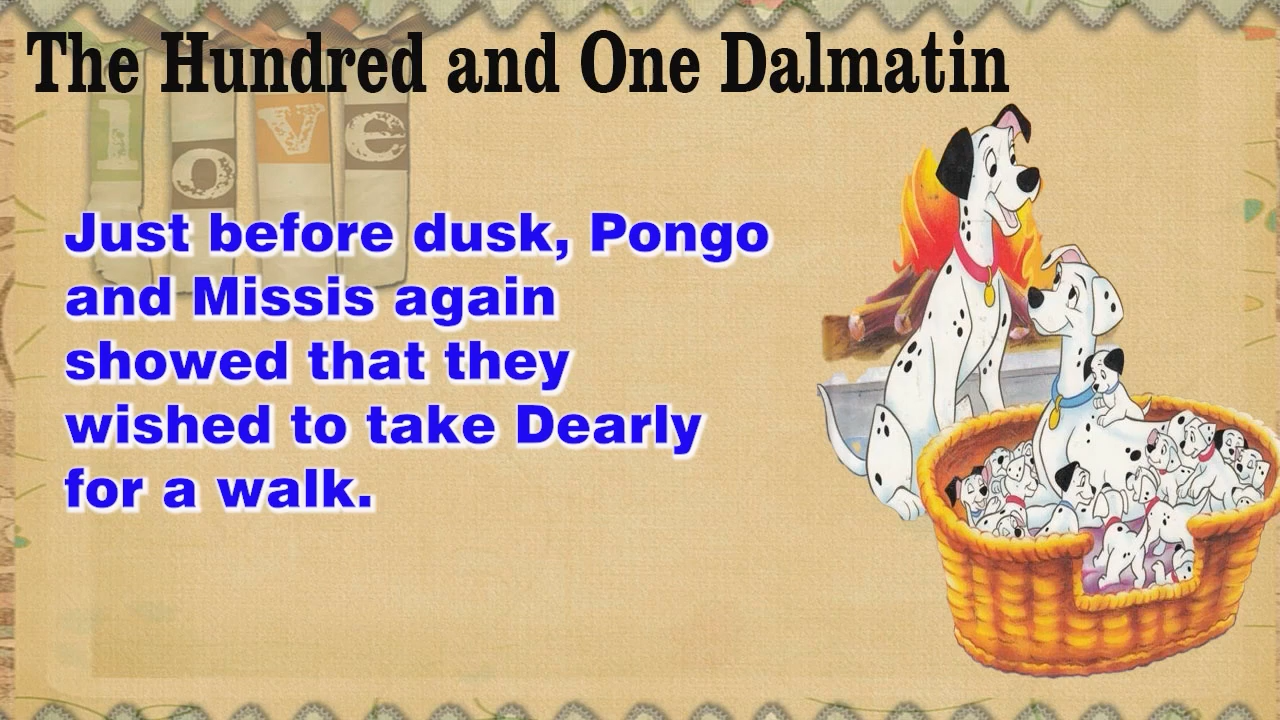 The Hundred and One Dalmatin
love
Just before dusk, Pongo
and Missis again
showed that they
wished to take Dearly
for a walk.